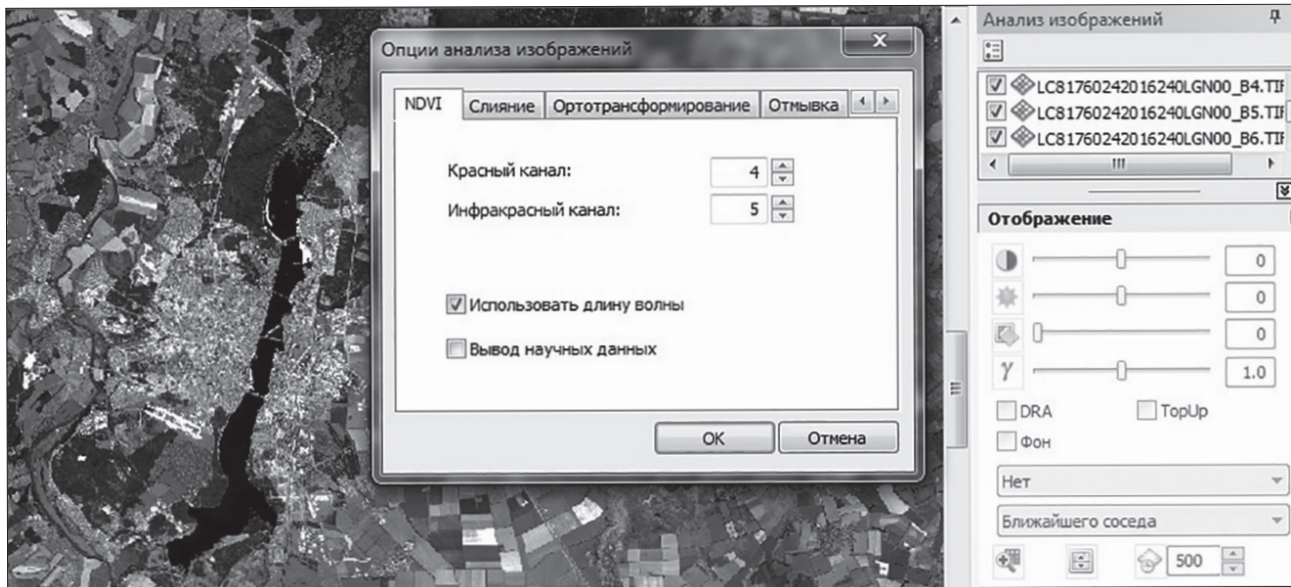 Опции анализа изображений
NDVI
Слияние
Ортотрансформирование
Отмывка
Красный канал:
4
Инфракрасный канал:
5
Использовать длину волны
Вывод научных данных
OK
Отмена
Анализ изображений
LC81760242016240LGN00_B4.TIF
LC81760242016240LGN00_B5.TIF
LC81760242016240LGN00_B6.TIF
Отображение
0
0
0
γ
1.0
DRA
TopUp
Фон
Нет
Ближайшего соседа
500